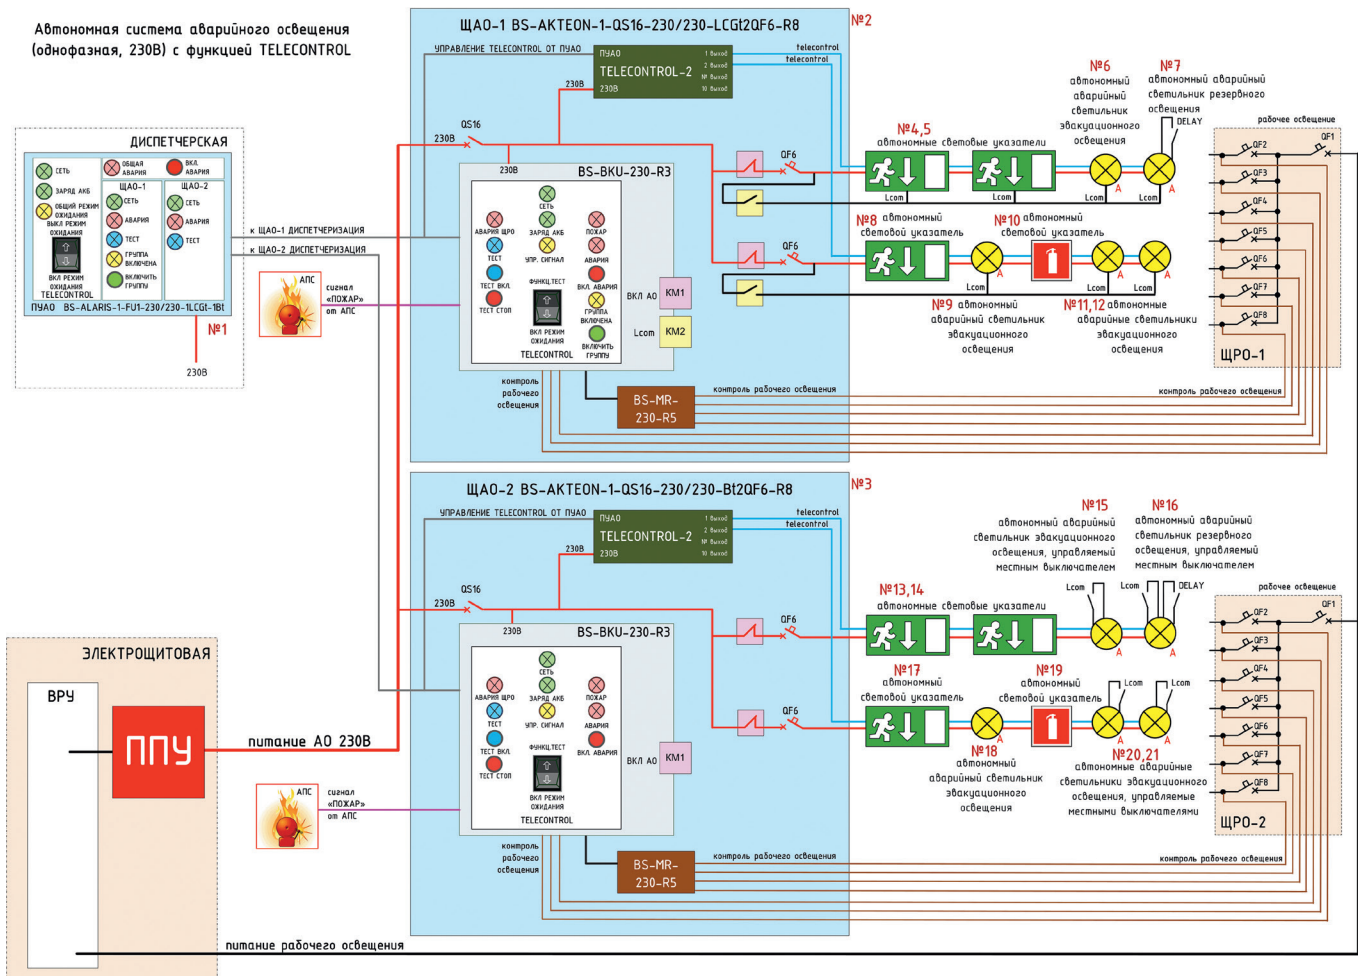 Автономная система аварийного освещения
(однофазная, 230В) с функцией TELECONTROL
ДИСПЕТЧЕРСКАЯ
СЕТЬ
ЗАРЯД АКБ
ОБЩИЙ РЕЖИМ
ОЖИДАНИЯ
ВЫКЛ РЕЖИМ
ОЖИДАНИЯ
ВКЛ РЕЖИМ
ОЖИДАНИЯ
TELECONTROL
ОБЩАЯ
АВАРИЯ
ВКЛ.
АВАРИЯ
ЩАО-1
СЕТЬ
АВАРИЯ
ТЕСТ
ГРУППА
ВКЛЮЧЕНА
ВКЛЮЧИТЬ
ГРУППУ
ЩАО-2
СЕТЬ
АВАРИЯ
ТЕСТ
ПУАО BS-ALARIS-1-FU1-230/230-1LCGt-1Bt
№1
230В
к ЩАО-1 ДИСПЕТЧЕРИЗАЦИЯ
к ЩАО-2 ДИСПЕТЧЕРИЗАЦИЯ
АПС
сигнал
«ПОЖАР»
от АПС
ЩАО-1 BS-AKTEON-1-QS16-230/230-LCGt2QF6-R8
№2
УПРАВЛЕНИЕ TELECONTROL ОТ ПУАО
ПУАО
TELECONTROL-2
230В
1 Выход
2 Выход
№ Выход
10 Выход
telecontrol
telecontrol
230В
QS16
230В
230В
BS-BKU-230-R3
СЕТЬ
АВАРИЯ ЩРО
ЗАРЯД АКБ
ПОЖАР
ТЕСТ
УПР. СИГНАЛ
АВАРИЯ
ТЕСТ ВКЛ.
ФУНКЦ.ТЕСТ
ВКЛ. АВАРИЯ
ТЕСТ СТОП
ГРУППА
ВКЛЮЧЕНА
ВКЛ РЕЖИМ
ОЖИДАНИЯ
ВКЛЮЧИТЬ
ГРУППУ
TELECONTROL
ВКЛ АО
KM1
Lcom
KM2
контроль
рабочего
освещения
BS-MR-
230-R5
контроль рабочего освещения
контроль рабочего освещения
QF6
QF6
№4,5
автономные световые указатели
№6
автономный
аварийный
светильник
эвакуационного
освещения
№7
автономный аварийный
светильник резервного
освещения
DELAY
A
A
Lcom
Lcom
Lcom
Lcom
№8
автономный
световой указатель
№10
автономный
световой указатель
A
A
Lcom
Lcom
№9 автономный
аварийный светильник
эвакуационного
освещения
№11,12 автономные
аварийные светильники
эвакуационного
освещения
рабочее освещение
QF1
QF2
QF3
QF4
QF5
QF6
QF7
QF8
ЩРО-1
ЩАО-2 BS-AKTEON-1-QS16-230/230-Bt2QF6-R8
№3
УПРАВЛЕНИЕ TELECONTROL ОТ ПУАО
ПУАО
TELECONTROL-2
230В
1 Выход
2 Выход
№ Выход
10 Выход
telecontrol
telecontrol
230В
QS16
230В
230В
BS-BKU-230-R3
СЕТЬ
АВАРИЯ ЩРО
ЗАРЯД АКБ
ПОЖАР
ТЕСТ
УПР. СИГНАЛ
АВАРИЯ
ТЕСТ ВКЛ.
ФУНКЦ.ТЕСТ
ВКЛ. АВАРИЯ
ТЕСТ СТОП
ВКЛ РЕЖИМ
ОЖИДАНИЯ
TELECONTROL
ВКЛ АО
KM1
контроль
рабочего
освещения
BS-MR-
230-R5
контроль рабочего освещения
контроль рабочего освещения
QF6
QF6
№13,14
автономные световые указатели
№15
автономный аварийный
светильник эвакуационного
освещения, управляемый
местным выключателем
№16
автономный аварийный
светильник резервного
освещения, управляемый
местным выключателем
Lcom
Lcom
DELAY
A
A
№17
автономный
световой указатель
№19
автономный
световой указатель
Lcom
Lcom
A
A
A
№18
автономный
аварийный светильник
эвакуационного
освещения
№20,21
автономные аварийные
светильники эвакуационного
освещения, управляемые
местными выключателями
рабочее освещение
QF1
QF2
QF3
QF4
QF5
QF6
QF7
QF8
ЩРО-2
ЭЛЕКТРОЩИТОВАЯ
ВРУ
ППУ
питание АО 230В
АПС
сигнал
«ПОЖАР»
от АПС
питание рабочего освещения